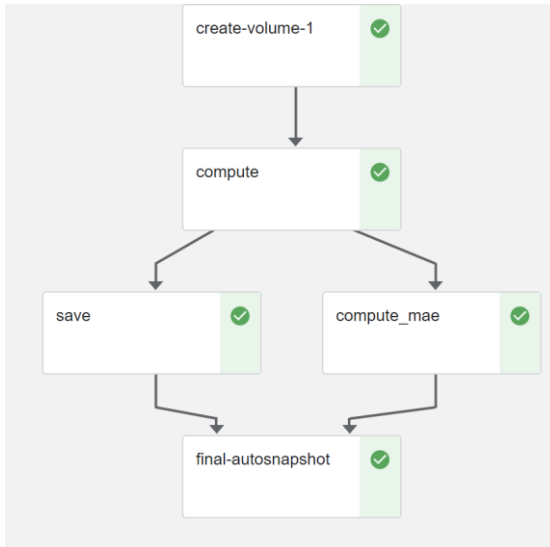 create-volume-1
compute
save
compute_mae
final-autosnapshot